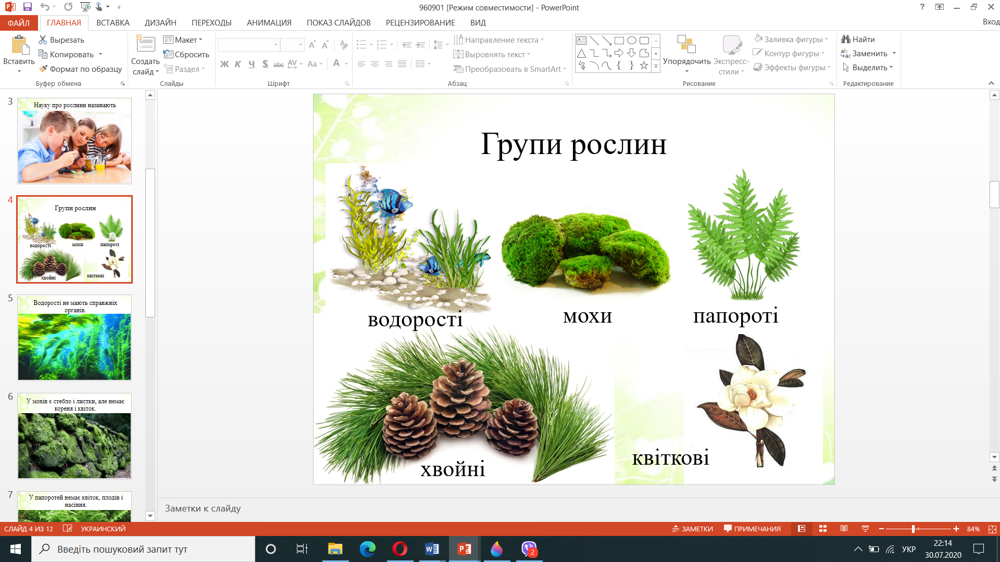 960901 [Режим совместимости] - PowerPoint
ФАЙЛ ГЛАВНАЯ ВСТАВКА ДИЗАЙН ПЕРЕХОДЫ АНИМАЦИЯ ПОКАЗ СЛАЙДОВ РЕЦЕНЗИРОВАНИЕ ВИД Вход
Вставить
Вырезать
Копировать
Формат по образцу
Буфер обмена
Создать слайд
Макет
Сбросить
Раздел
Слайды
Ж К Ч S abc AV Aa A
Шрифт
Направление текста
Выровнять текст
Преобразовать в SmartArt
Абзац
Упорядочить
Экспресс-стили
Заливка фигуры
Контур фигуры
Эффекты фигуры
Рисование
Найти
Заменить
Выделить
Редактирование
3
Науку про рослини називають
4
Групи рослин
водорості
мохи
папороті
хвойні
квіткові
5
Водорості не мають справжніх
органів.
6
У мохів є стебло і листки, але немає
кореня і квіток.
7
У папоротей немає квіток, плодів і
насіння.
Групи рослин
водорості
мохи
папороті
хвойні
квіткові
Заметки к слайду
СЛАЙД 4 ИЗ 12 УКРАИНСКИЙ ЗАМЕТКИ ПРИМЕЧАНИЯ 84%
Введіть пошуковий запит тут
2
УКР
22:14
30.07.2020